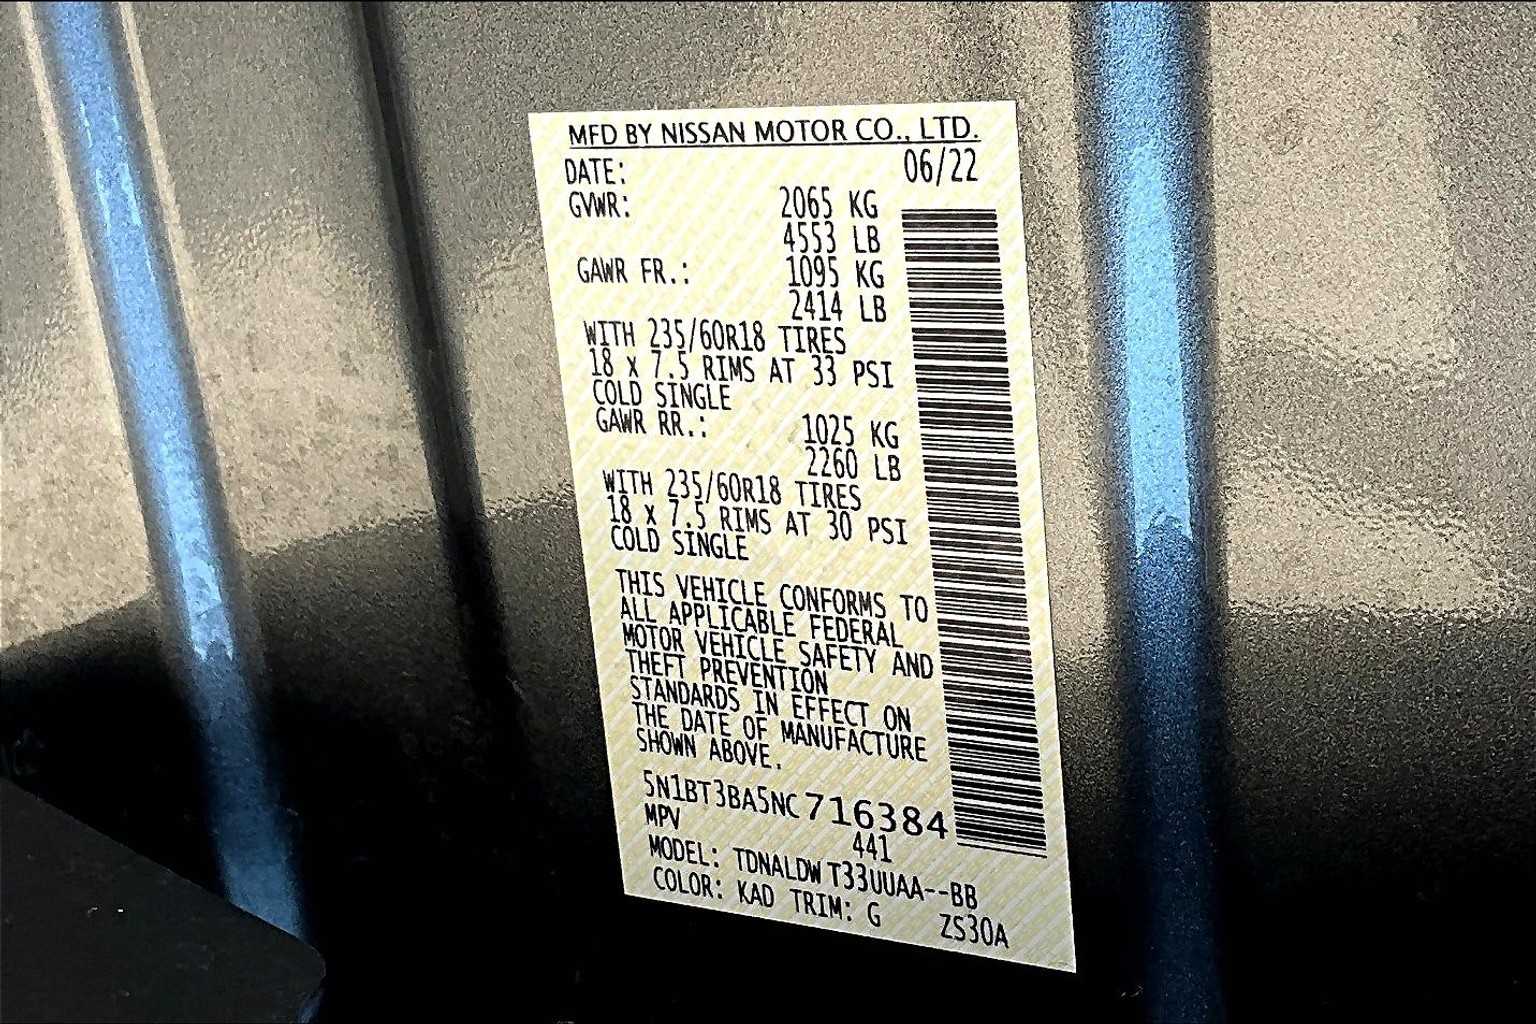 MFD BY NISSAN MOTOR CO., LTD.
DATE: 06/22
GVWR: 2065 KG
4553 LB
GAWR FR.: 1095 KG
2414 LB
WITH 235/60R18 TIRES
18 X 7.5 RIMS AT 33 PSI
COLD SINGLE
GAWR RR.: 1025 KG
2260 LB
WITH 235/60R18 TIRES
18 X 7.5 RIMS AT 30 PSI
COLD SINGLE
THIS VEHICLE CONFORMS TO
ALL APPLICABLE FEDERAL
MOTOR VEHICLE SAFETY AND
THEFT PREVENTION
STANDARDS IN EFFECT ON
THE DATE OF MANUFACTURE
SHOWN ABOVE.
5N1BT3BA5NC716384
MPV 441
MODEL: TDNALDW T33UUAA--BB
COLOR: KAD TRIM: G ZS30A